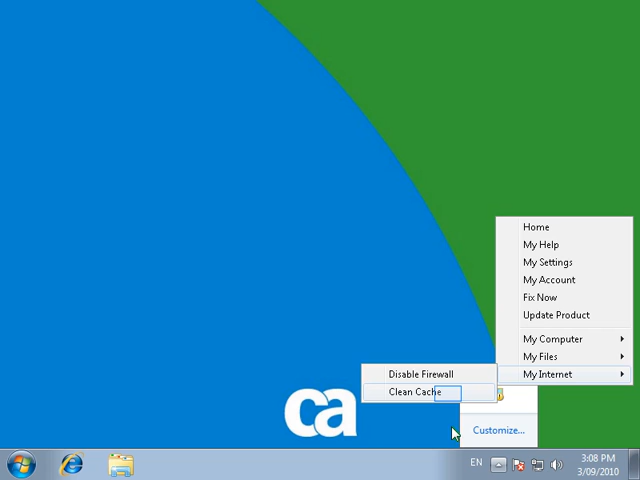 Home
My Help
My Settings
My Account
Fix Now
Update Product
My Computer
My Files
My Internet
Disable Firewall
Clean Cache
ca
Customize...
EN
3:08 PM
3/09/2010